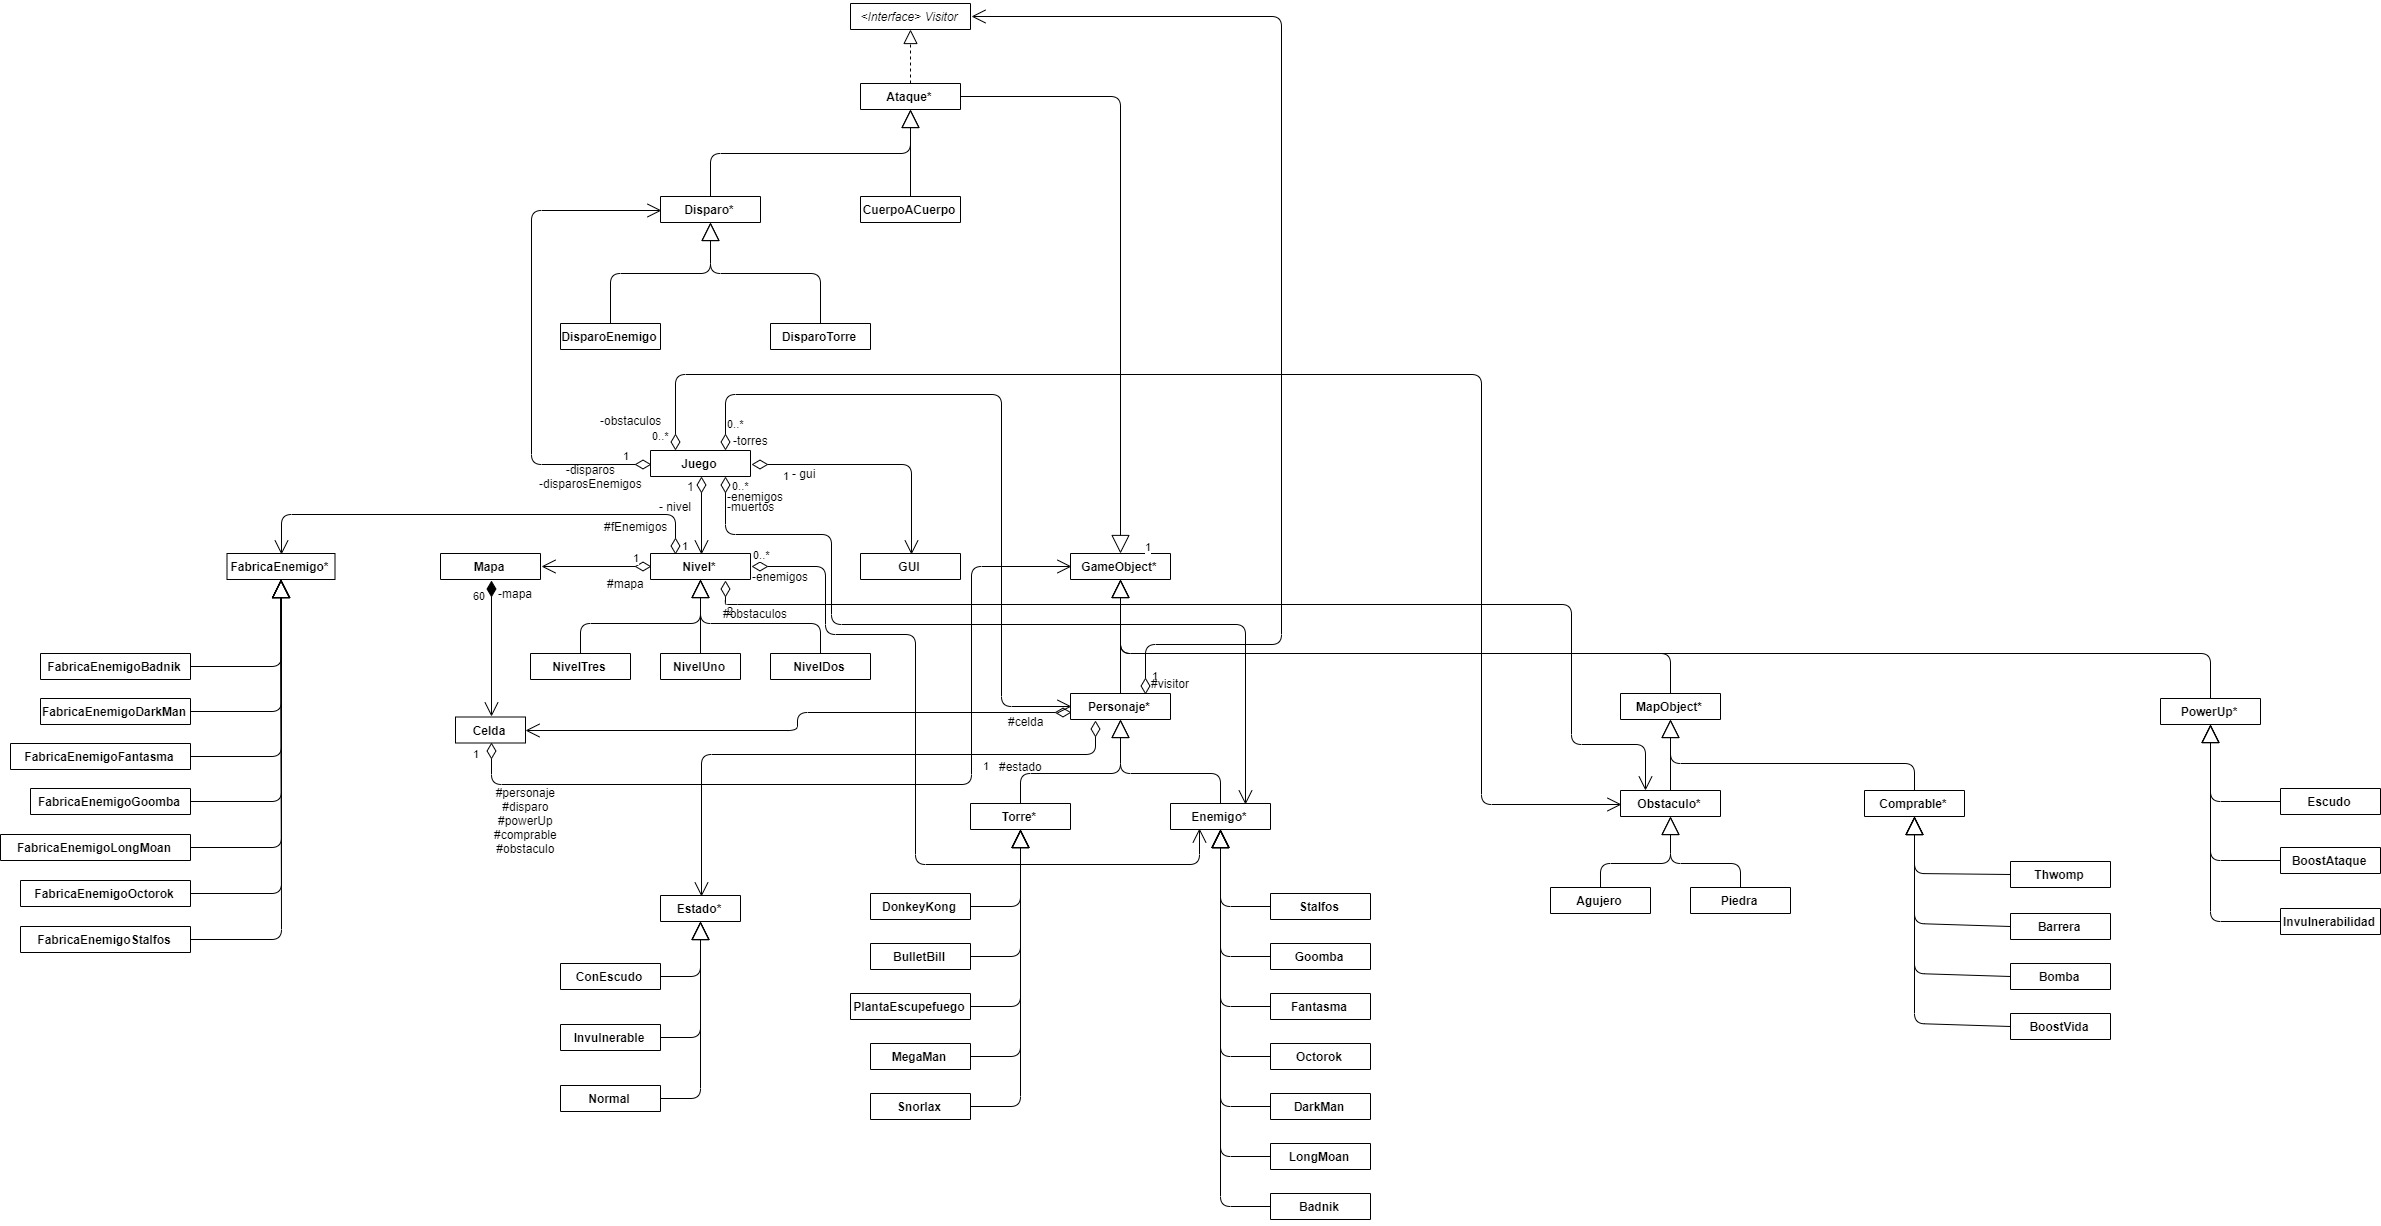 <Interface> Visitor
Ataque*
Disparo*
CuerpoACuerpo
DisparoEnemigo
DisparoTorre
-obstaculos
0..*
0..*
-torres
1
Juego
-disparos
-disparosEnemigos
1
- gui
1
0..*
-enemigos
-muertos
- nivel
#fEnemigos
1
FabricaEnemigo*
Mapa
1
#mapa
Nivel*
0..*
-enemigos
GUI
1
GameObject*
60
-mapa
#obstaculos
FabricaEnemigoBadnik
NivelTres
NivelUno
NivelDos
1
#visitor
FabricaEnemigoDarkMan
Celda
#celda
Personaje*
MapObject*
PowerUp*
1
FabricaEnemigoFantasma
1
#estado
#personaje
#disparo
#powerUp
#comprable
#obstaculo
FabricaEnemigoGoomba
Torre*
Enemigo*
Obstaculo*
Comprable*
Escudo
FabricaEnemigoLongMoan
BoostAtaque
Thwomp
FabricaEnemigoOctorok
Estado*
DonkeyKong
Stalfos
Agujero
Piedra
Invulnerabilidad
Barrera
FabricaEnemigoStalfos
BulletBill
Goomba
ConEscudo
Bomba
PlantaEscupefuego
Fantasma
BoostVida
Invulnerable
MegaMan
Octorok
Normal
Snorlax
DarkMan
LongMoan
Badnik